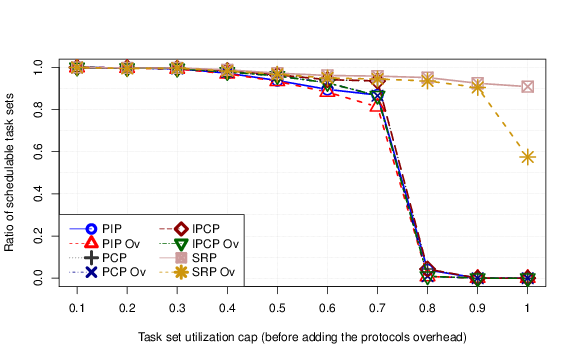 Ratio of schedulable task sets
1.0
0.8
0.6
0.4
0.2
0.0
PIP
PIP Ov
PCP
PCP Ov
IPCP
IPCP Ov
SRP
SRP Ov
0.1 0.2 0.3 0.4 0.5 0.6 0.7 0.8 0.9 1
Task set utilization cap (before adding the protocols overhead)